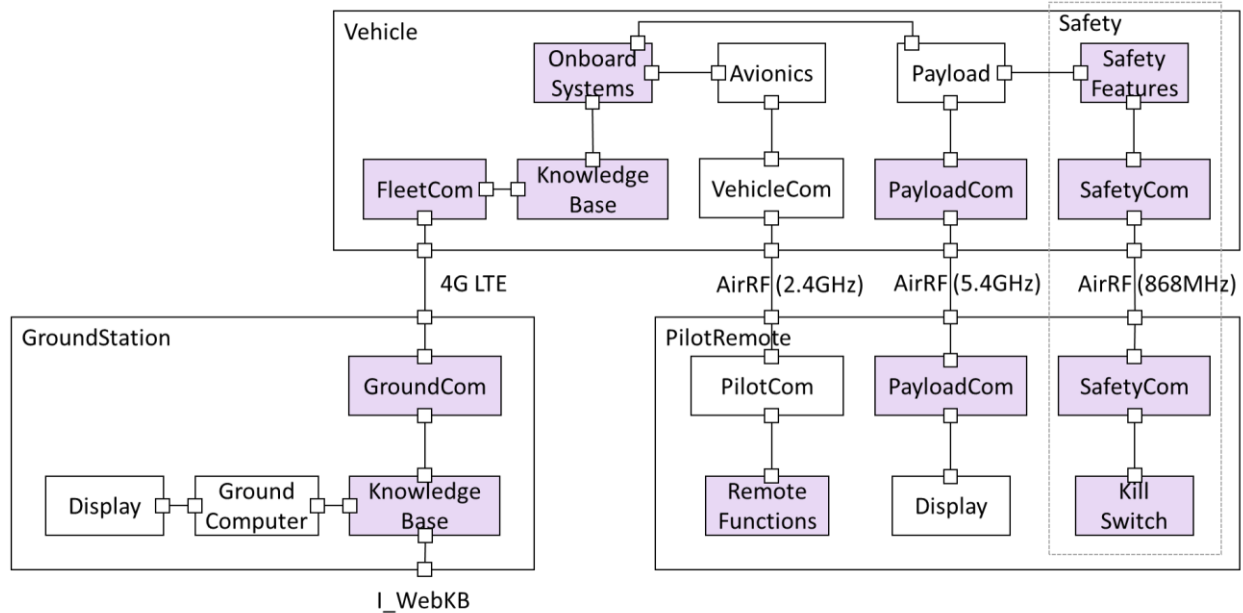 Vehicle
Safety
Onboard
Systems
Avionics
Payload
Safety
Features
FleetCom
Knowledge
Base
VehicleCom
PayloadCom
SafetyCom
4G LTE
AirRF (2.4GHz)
AirRF (5.4GHz)
AirRF (868MHz)
GroundStation
PilotRemote
GroundCom
PilotCom
PayloadCom
SafetyCom
Display
Ground
Computer
Knowledge
Base
Remote
Functions
Display
Kill
Switch
I_WebKB